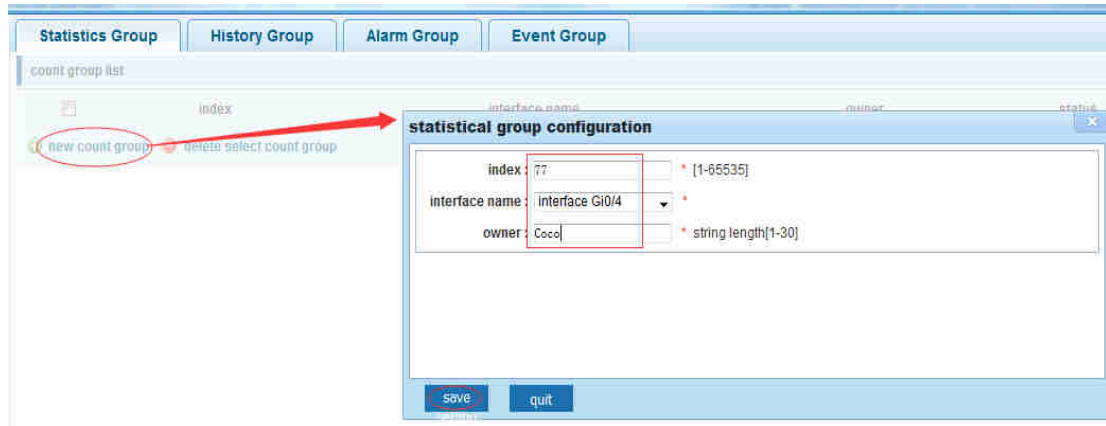 Statistics Group History Group Alarm Group Event Group
count group list
index interface name owner status
new count group delete select count group
statistical group configuration
index : 77 * [1-65535]
interface name : interface Gi0/4 *
owner : Coco * string length[1-30]
save quit